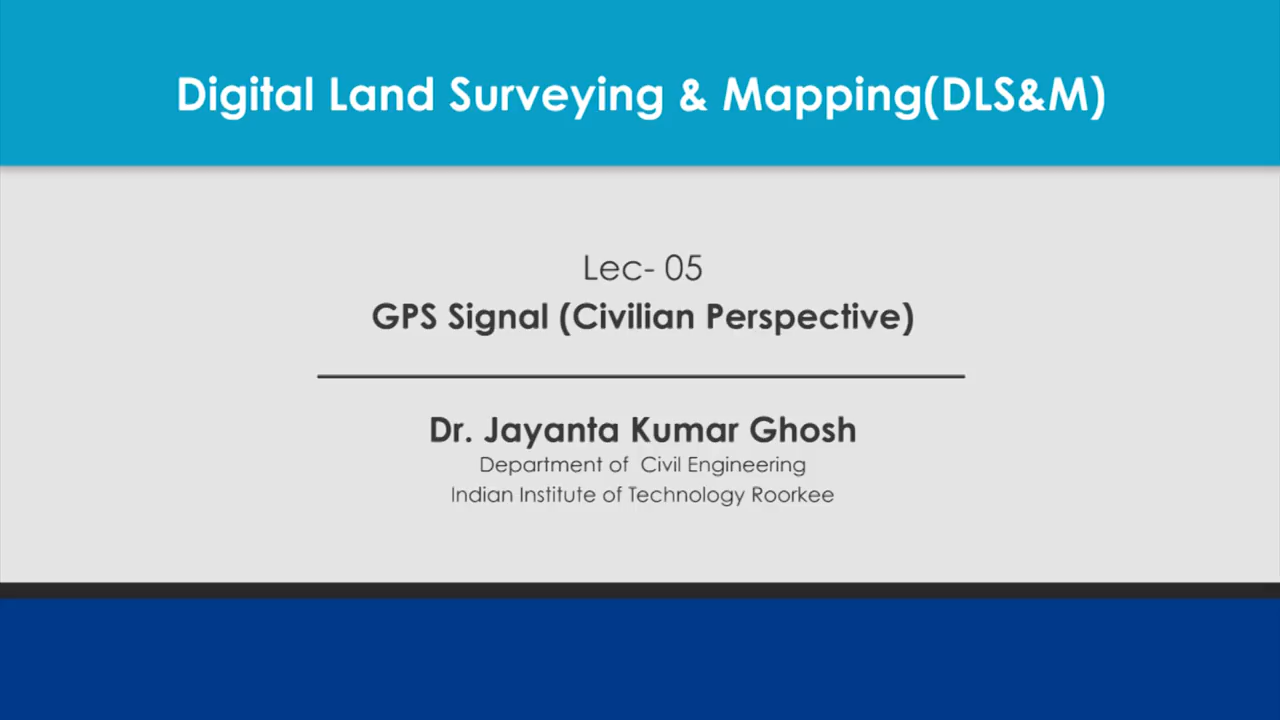 Digital Land Surveying & Mapping(DLS&M)
Lec- 05
GPS Signal (Civilian Perspective)
Dr. Jayanta Kumar Ghosh
Department of Civil Engineering
Indian Institute of Technology Roorkee